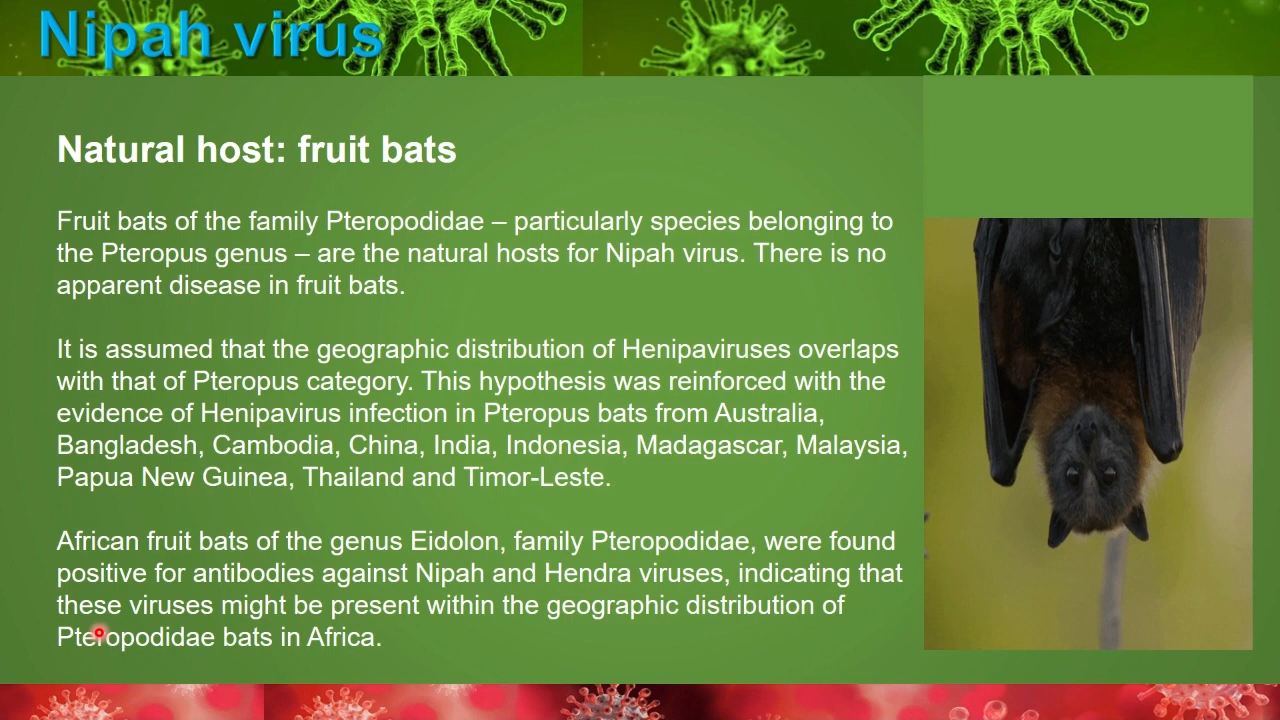 Nipah virus
Natural host: fruit bats
Fruit bats of the family Pteropodidae – particularly species belonging to
the Pteropus genus – are the natural hosts for Nipah virus. There is no
apparent disease in fruit bats.
It is assumed that the geographic distribution of Henipaviruses overlaps
with that of Pteropus category. This hypothesis was reinforced with the
evidence of Henipavirus infection in Pteropus bats from Australia,
Bangladesh, Cambodia, China, India, Indonesia, Madagascar, Malaysia,
Papua New Guinea, Thailand and Timor-Leste.
African fruit bats of the genus Eidolon, family Pteropodidae, were found
positive for antibodies against Nipah and Hendra viruses, indicating that
these viruses might be present within the geographic distribution of
Pteropodidae bats in Africa.